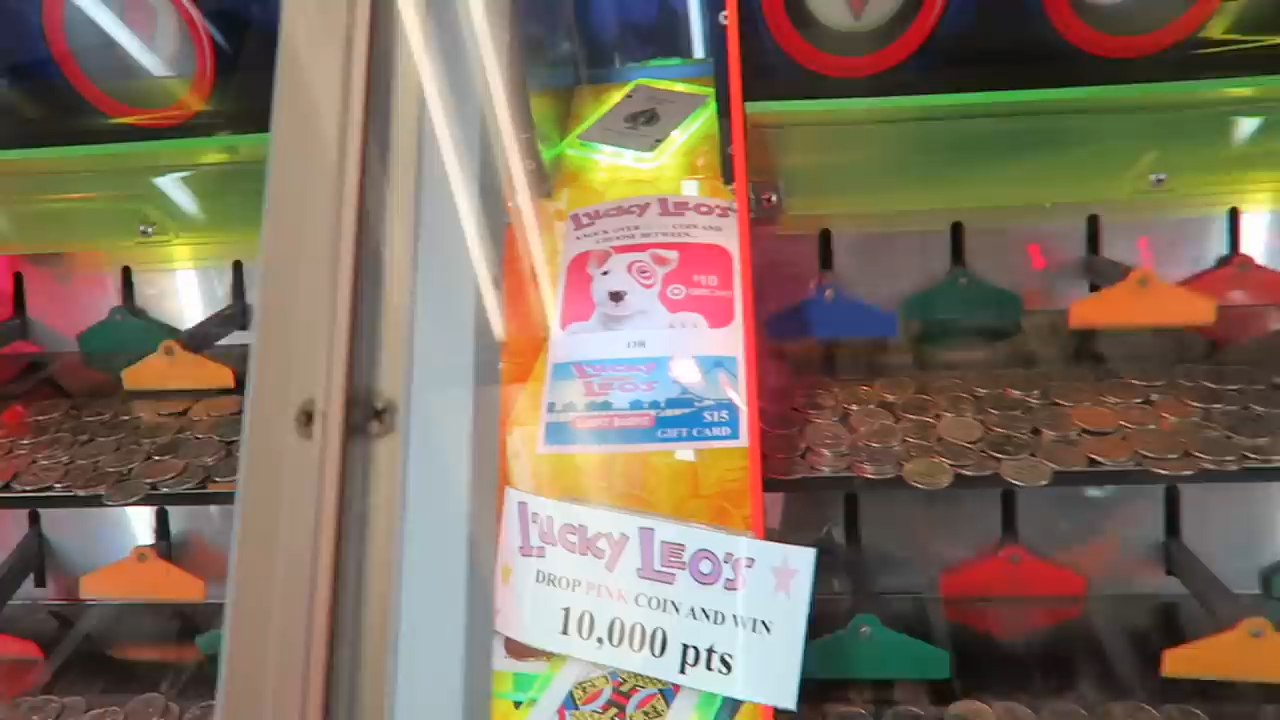 LUCKY LEO'S
KNOCK OVER COIN AND
CHOOSE BETWEEN...
$10
OR
LUCKY
LEO'S
$15
GIFT CARD
LUCKY LEO'S
DROP PINK COIN AND WIN
10,000 pts